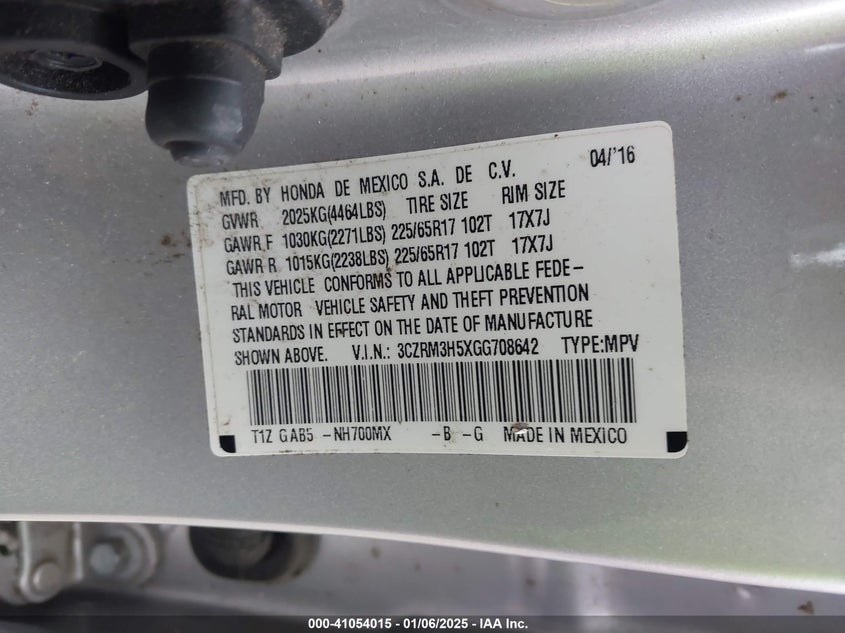 MFD. BY HONDA DE MEXICO S.A. DE C.V. 04/'16
GVWR 2025KG(4464LBS) TIRE SIZE RIM SIZE
GAWR F 1030KG(2271LBS) 225/65R17 102T 17X7J
GAWR R 1015KG(2238LBS) 225/65R17 102T 17X7J
THIS VEHICLE CONFORMS TO ALL APPLICABLE FEDE-
RAL MOTOR VEHICLE SAFETY AND THEFT PREVENTION
STANDARDS IN EFFECT ON THE DATE OF MANUFACTURE
SHOWN ABOVE. V.I.N.: 3CZRM3H5XGG708642 TYPE:MPV
T1Z GAB5 -NH700MX -B -G MADE IN MEXICO
000-41054015 - 01/06/2025 - IAA Inc.